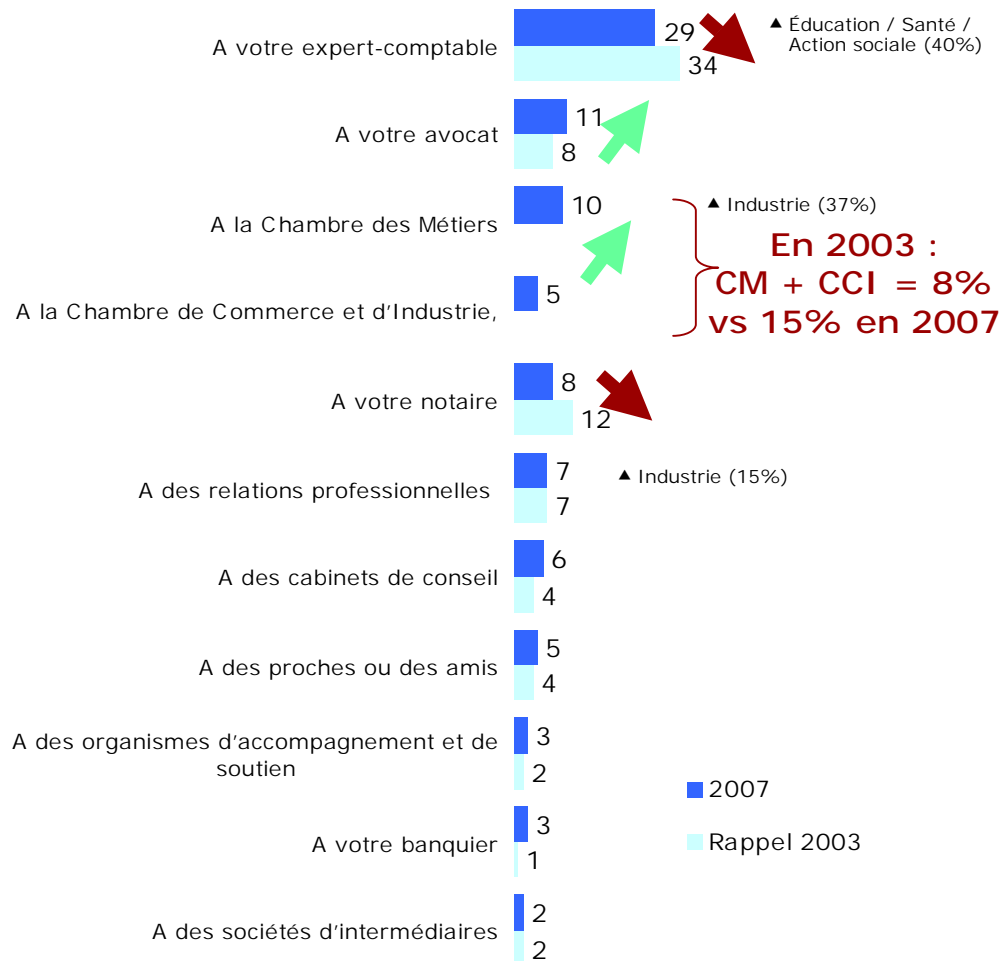 A votre expert-comptable
29
34
▲ Éducation / Santé /
Action sociale (40%)
A votre avocat
11
8
A la Chambre des Métiers
10
▲ Industrie (37%)
A la Chambre de Commerce et d'Industrie,
5
En 2003 :
CM + CCI = 8%
vs 15% en 2007
A votre notaire
8
12
A des relations professionnelles
7
7
▲ Industrie (15%)
A des cabinets de conseil
6
4
A des proches ou des amis
5
4
A des organismes d'accompagnement et de
soutien
3
2
A votre banquier
3
1
A des sociétés d'intermédiaires
2
2
2007
Rappel 2003